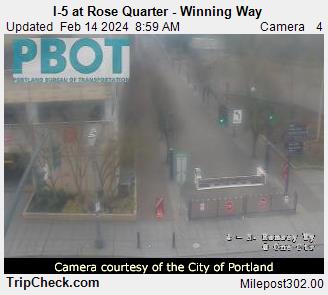 I-5 at Rose Quarter - Winning Way
Updated  Feb 14 2024  8:59 AM
Camera  4
PBOT
PORTLAND BUREAU OF TRANSPORTATION
Camera courtesy of the City of Portland
TripCheck.com
Milepost302.00